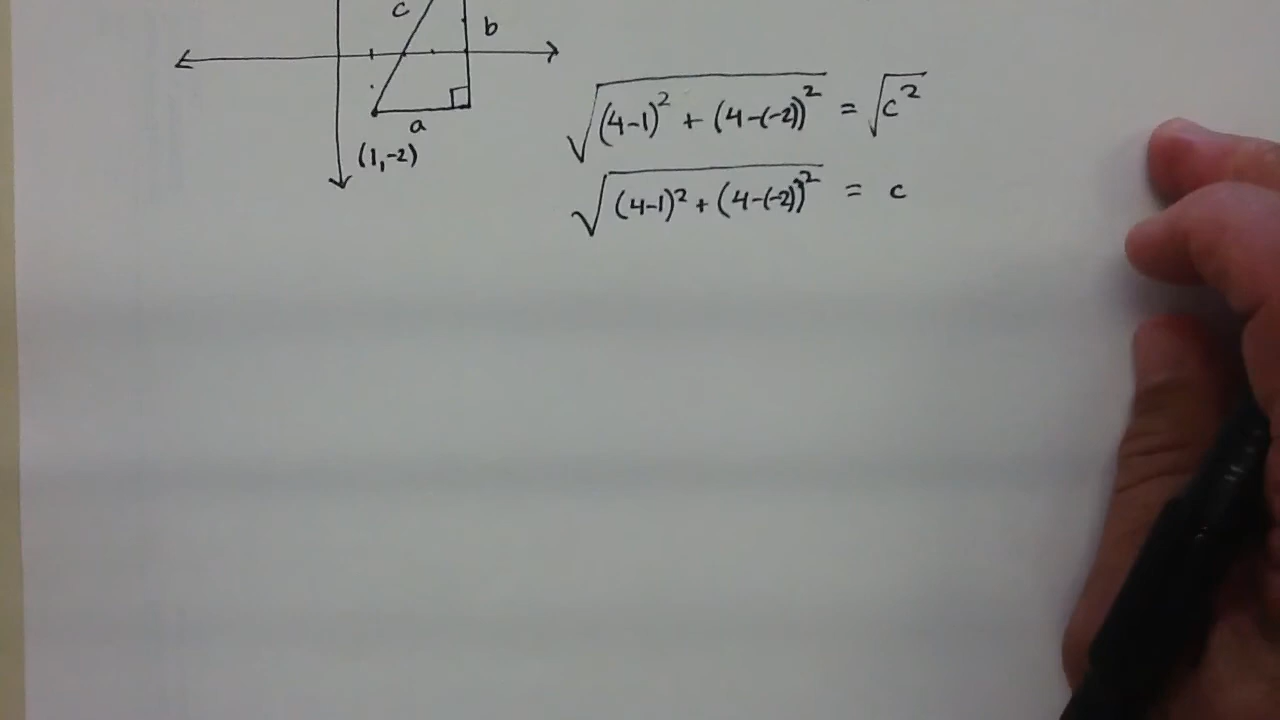 c
b
a
(1,-2)
√((4-1)² + (4-(-2))²) = √(c²)
√((4-1)² + (4-(-2))²) = c